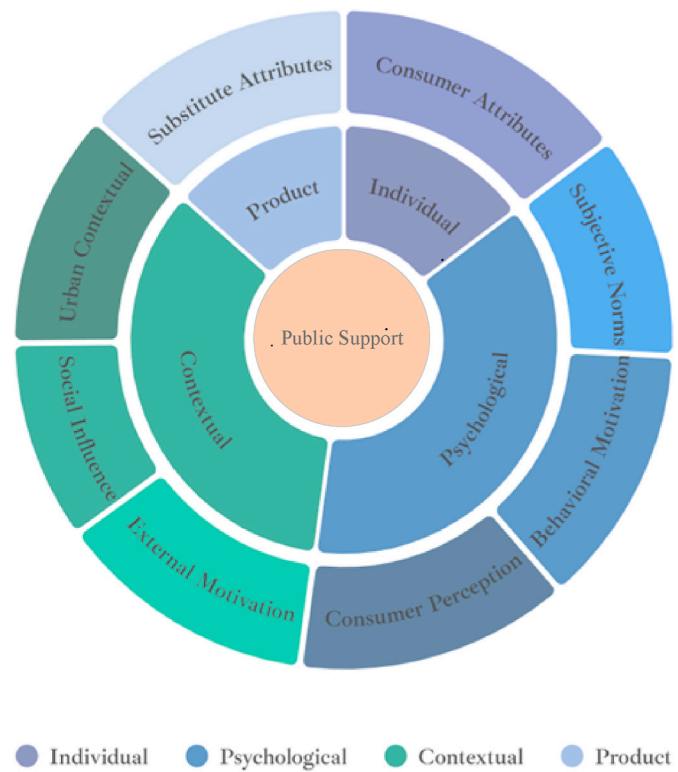 Substitute Attributes
Consumer Attributes
Product
Individual
Urban Contextual
Subjective Norms
Public Support
Contextual
Psychological
Social Influence
Behavioral Motivation
External Motivation
Consumer Perception
Individual
Psychological
Contextual
Product